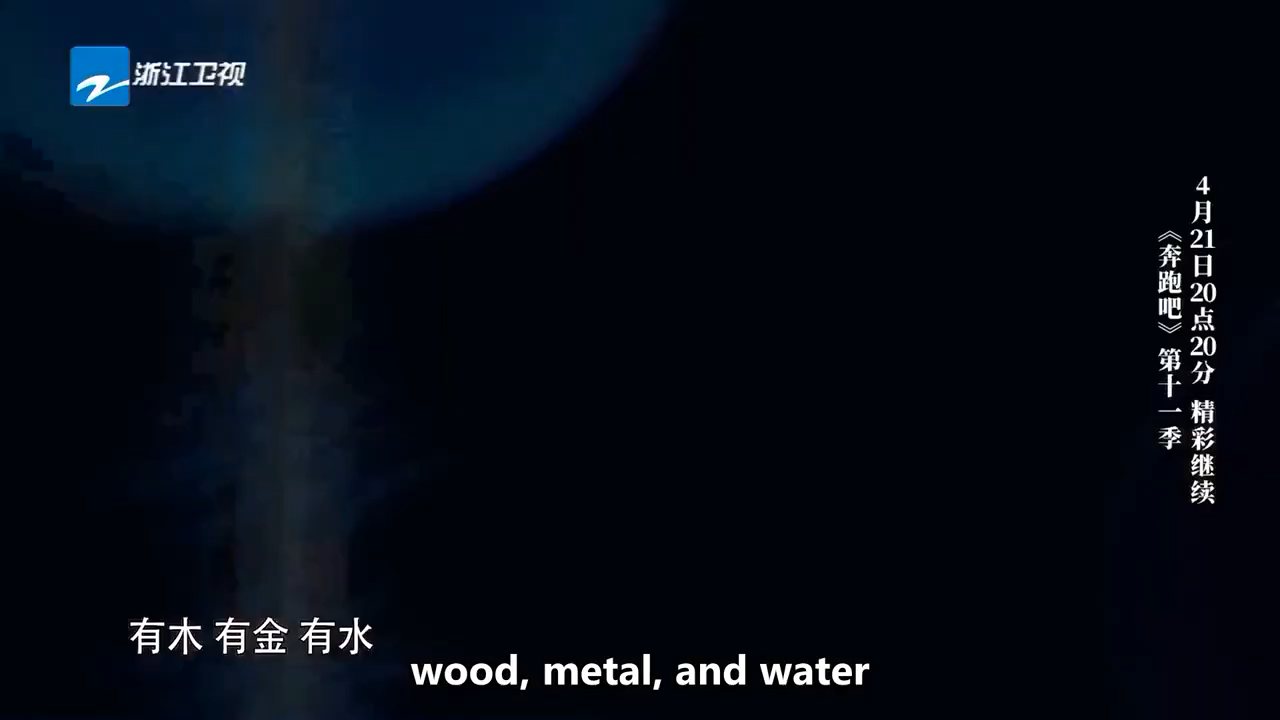 浙江卫视
4月21日20点20分 精彩继续
《奔跑吧》第十一季
有木 有金 有水
wood, metal, and water